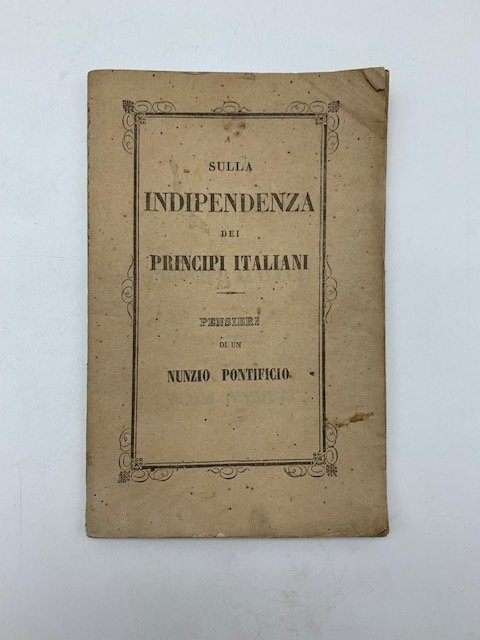 SULLA
INDIPENDENZA
DEI
PRINCIPI ITALIANI
PENSIERI
DI UN
NUNZIO PONTIFICIO